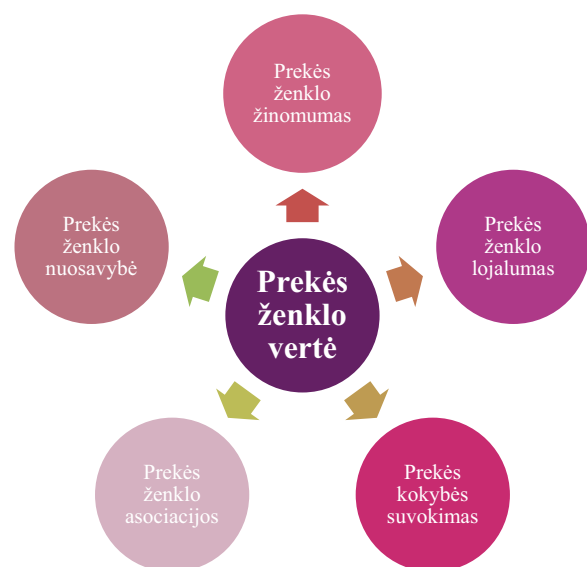 Prekės
ženklo
žinomumas
Prekės
ženklo
nuosavybė
Prekės
ženklo
lojalumas
Prekės
ženklo
vertė
Prekės
ženklo
asociacijos
Prekės
kokybės
suvokimas